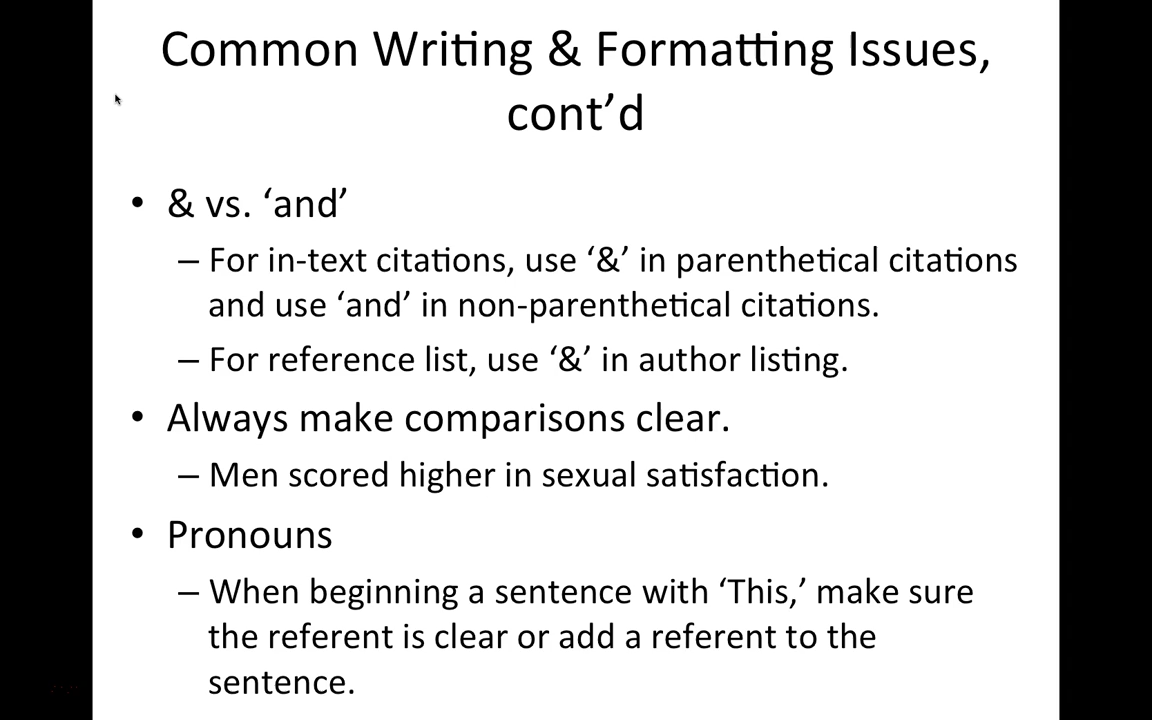 Common Writing & Formatting Issues,
cont’d
• & vs. ‘and’
– For in-text citations, use ‘&’ in parenthetical citations
and use ‘and’ in non-parenthetical citations.
– For reference list, use ‘&’ in author listing.
• Always make comparisons clear.
– Men scored higher in sexual satisfaction.
• Pronouns
– When beginning a sentence with ‘This,’ make sure
the referent is clear or add a referent to the
sentence.